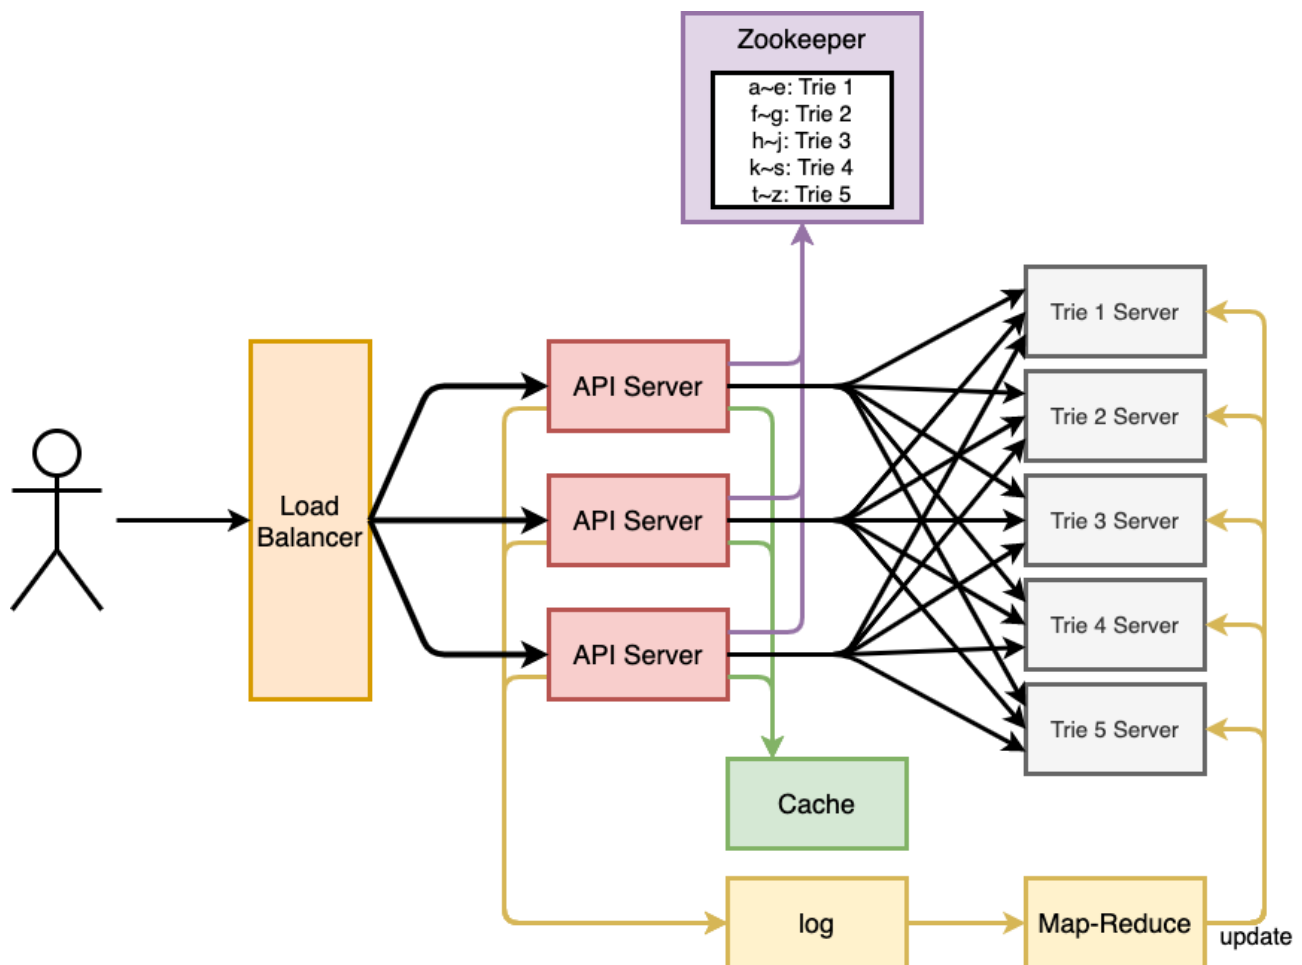 Zookeeper
a~e: Trie 1
f~g: Trie 2
h~j: Trie 3
k~s: Trie 4
t~z: Trie 5
Load
Balancer
API Server
API Server
API Server
Trie 1 Server
Trie 2 Server
Trie 3 Server
Trie 4 Server
Trie 5 Server
Cache
log
Map-Reduce
update